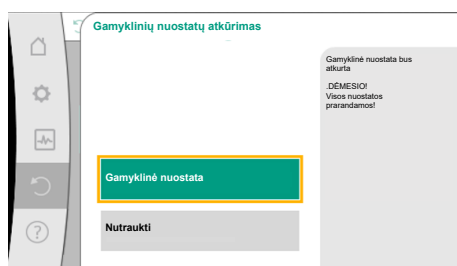 Gamyklinių nuostatų atkūrimas
Gamyklinė nuostata bus
atkurta
.DĖMESIO!
Visos nuostatos
prarandamos!
Gamyklinė nuostata
Nutraukti
?